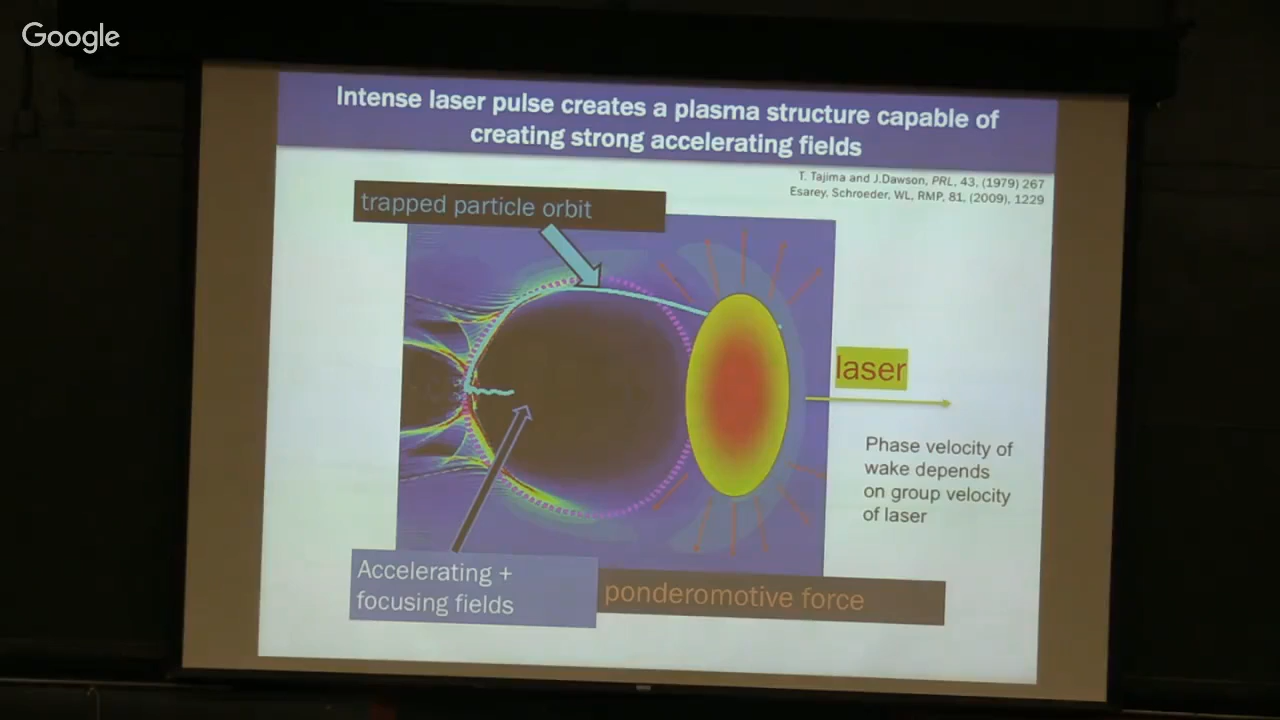 Google
Intense laser pulse creates a plasma structure capable of
creating strong accelerating fields
T. Tajima and J.Dawson, PRL, 43, (1979) 267
Esarey, Schroeder, WL, RMP, 81, (2009), 1229
trapped particle orbit
laser
Phase velocity of
wake depends
on group velocity
of laser
Accelerating +
focusing fields
ponderomotive force